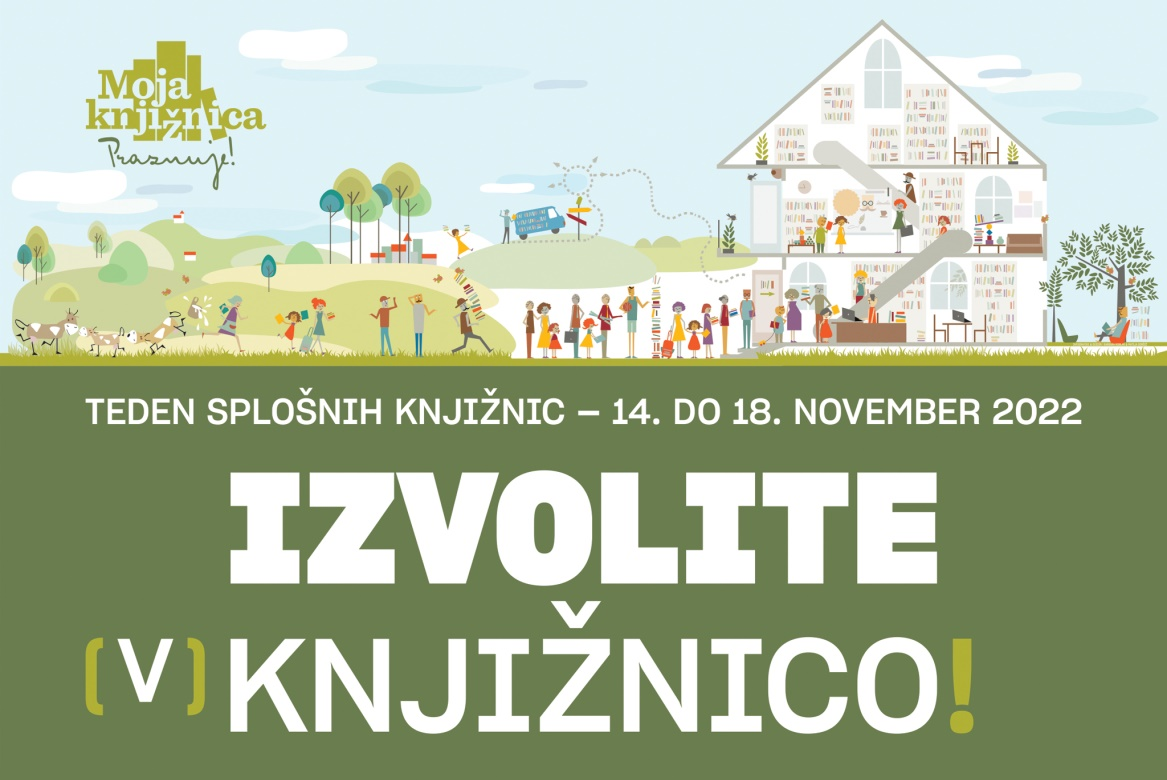 Moja
knjižnica
Praznuje!
TEDEN SPLOŠNIH KNJIŽNIC – 14. DO 18. NOVEMBER 2022
IZVOLITE
(V) KNJIŽNICO!